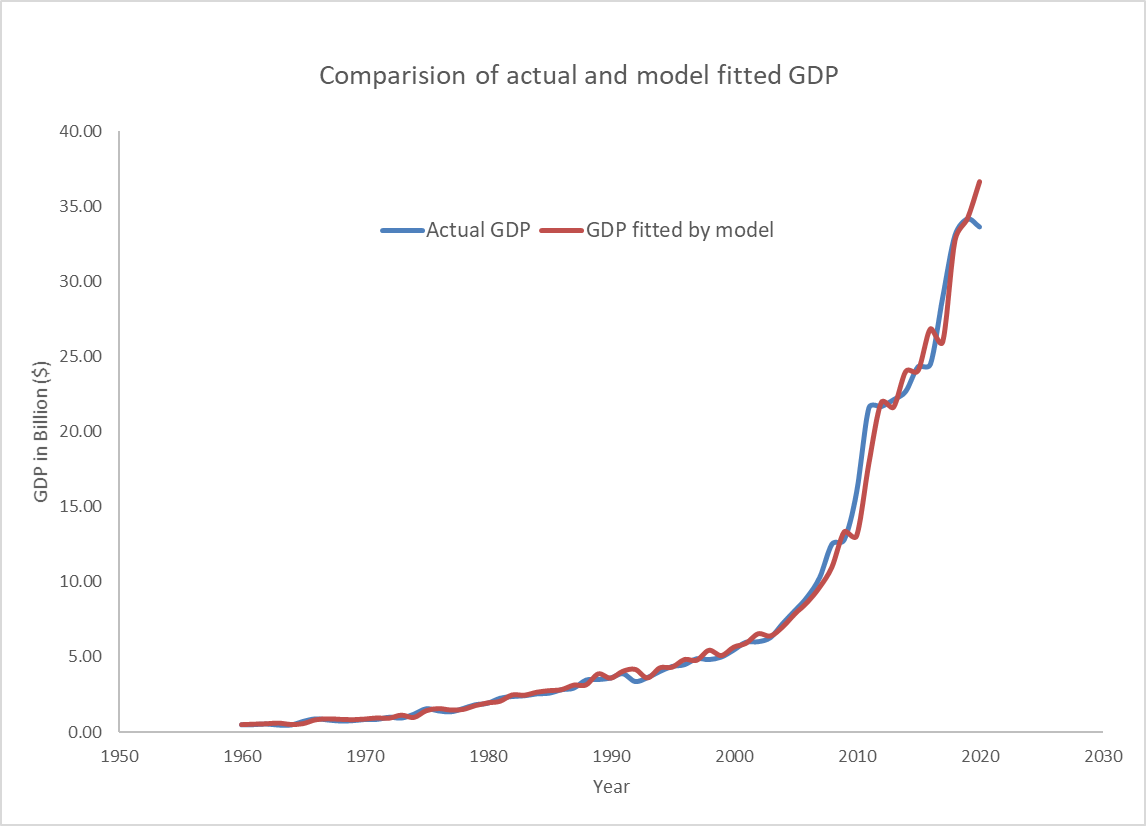 Comparision of actual and model fitted GDP
40.00
35.00
Actual GDP GDP fitted by model
30.00
25.00
GDP in Billion ($)
20.00
15.00
10.00
5.00
0.00
1950 1960 1970 1980 1990 2000 2010 2020 2030
Year